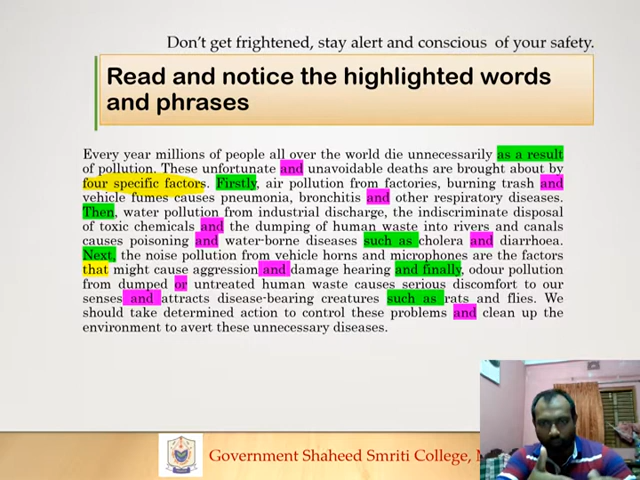 Don't get frightened, stay alert and conscious of your safety.
Read and notice the highlighted words
and phrases
Every year millions of people all over the world die unnecessarily as a result
of pollution. These unfortunate and unavoidable deaths are brought about by
four specific factors. Firstly, air pollution from factories, burning trash and
vehicle fumes causes pneumonia, bronchitis and other respiratory diseases.
Then, water pollution from industrial discharge, the indiscriminate disposal
of toxic chemicals and the dumping of human waste into rivers and canals
causes poisoning and water-borne diseases such as cholera and diarrhoea.
Next, the noise pollution from vehicle horns and microphones are the factors
that might cause aggression and damage hearing and finally, odour pollution
from dumped or untreated human waste causes serious discomfort to our
senses and attracts disease-bearing creatures such as rats and flies. We
should take determined action to control these problems and clean up the
environment to avert these unnecessary diseases.
Government Shaheed Smriti College,